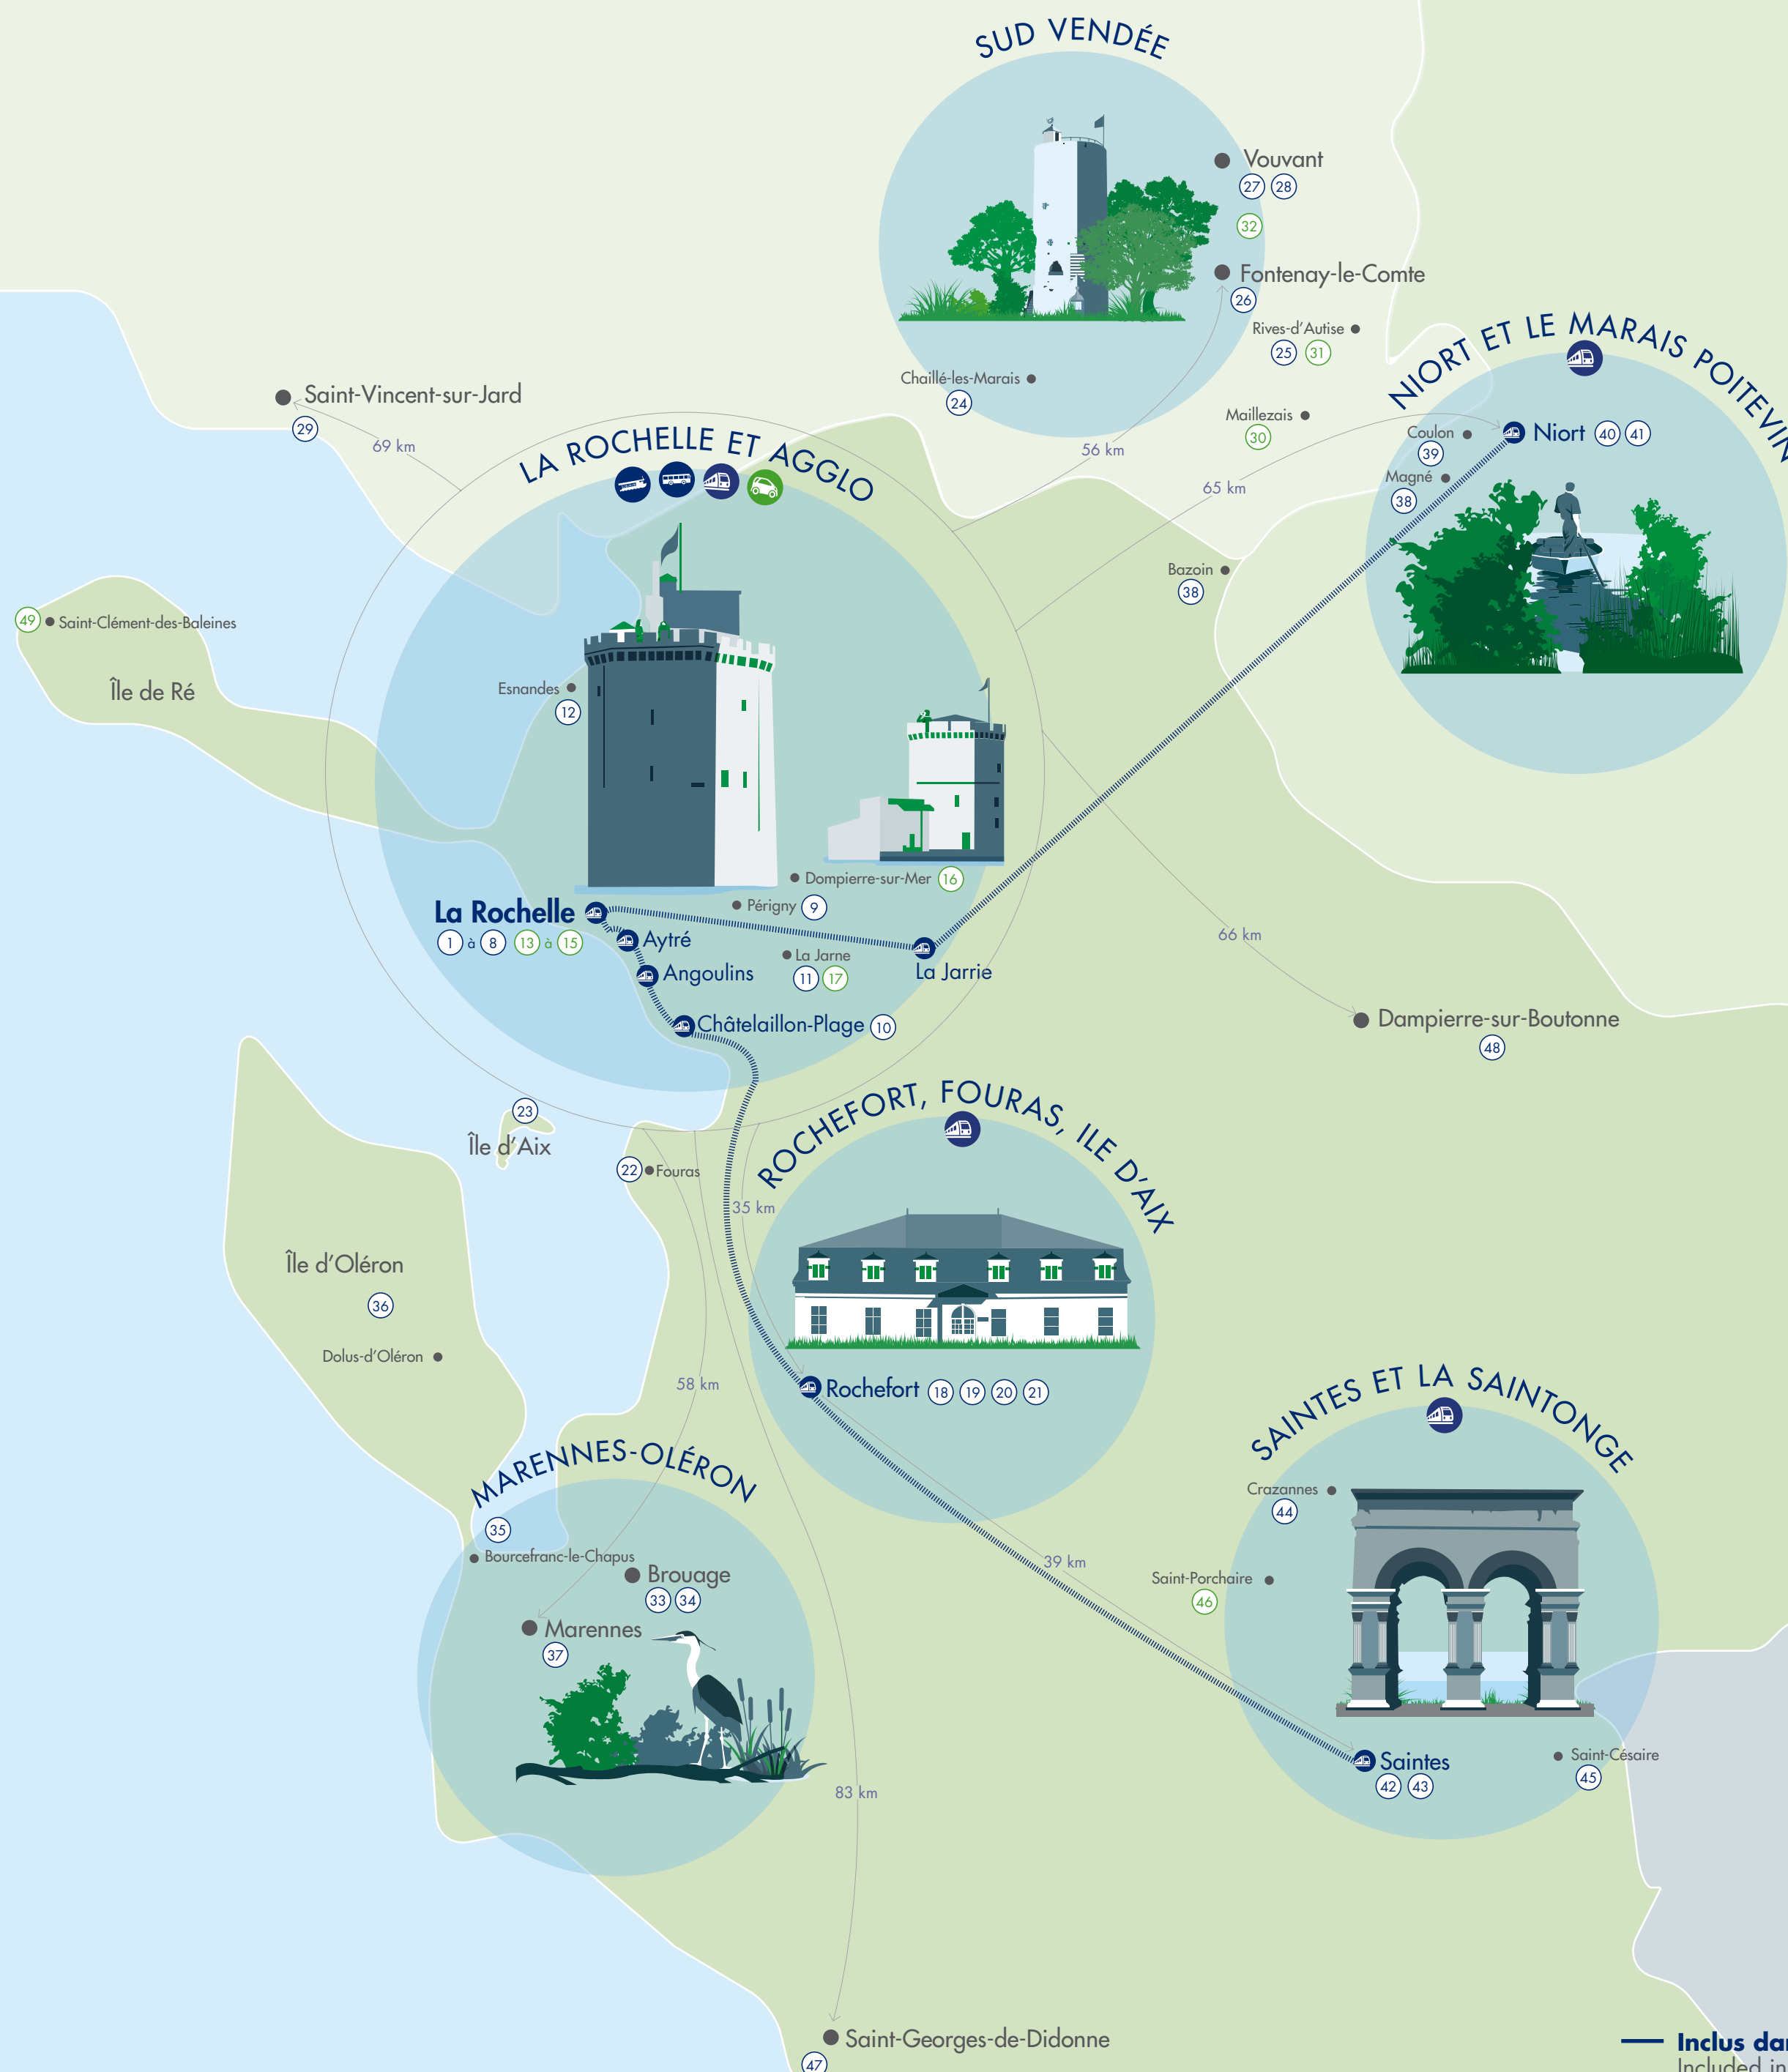 SUD VENDÉE
Vouvant
27 28
32
Fontenay-le-Comte
26
Rives-d'Autise
25 31
Chaillé-les-Marais
24
Maillezais
30
NIORT ET LE MARAIS POITEVIN
Coulon
39
Niort 40 41
Magné
38
Bazoin
38
Saint-Vincent-sur-Jard
29
69 km
56 km
65 km
LA ROCHELLE ET AGGLO
49 Saint-Clément-des-Baleines
Île de Ré
Esnandes
12
Dompierre-sur-Mer 16
Périgny 9
La Rochelle
1 à 8 13 à 15
Aytré
La Jarne
11 17
La Jarrie
Angoulins
Châtelaillon-Plage 10
66 km
Dampierre-sur-Boutonne
48
23
Île d'Aix
22 Fouras
ROCHEFORT, FOURAS, ILE D'AIX
35 km
Île d'Oléron
36
Dolus-d'Oléron
58 km
Rochefort 18 19 20 21
MARENNES-OLÉRON
35
Bourcefranc-le-Chapus
Brouage
33 34
Marennes
37
39 km
SAINTES ET LA SAINTONGE
Crazannes
44
Saint-Porchaire
46
Saintes
42 43
Saint-Césaire
45
83 km
Saint-Georges-de-Didonne
47
Inclus da
Included in